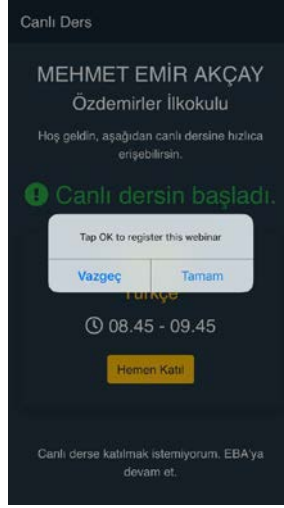 Canlı Ders
MEHMET EMİR AKÇAY
Özdemirler İlkokulu
Hoş geldin, aşağıdan canlı dersine hızlıca
erişebilirsin.
Canlı dersin başladı.
Tap OK to register this webinar
Vazgeç Tamam
Türkçe
08.45 - 09.45
Hemen Katıl
Canlı derse katılmak istemiyorum. EBA'ya
devam et.